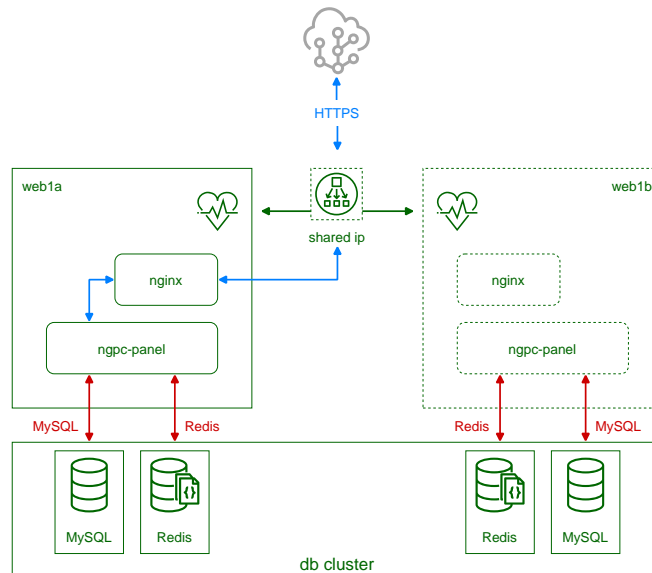 HTTPS
web1a
web1b
shared ip
nginx
nginx
ngpc-panel
ngpc-panel
MySQL
Redis
Redis
MySQL
{}
{}
MySQL
Redis
Redis
MySQL
db cluster